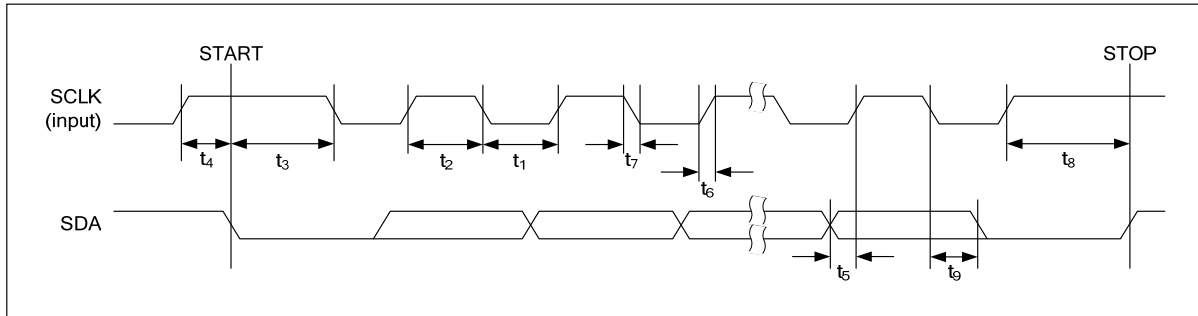 START
STOP
SCLK
(input)
t4
t3
t2
t1
t7
t6
t8
SDA
t5
t9